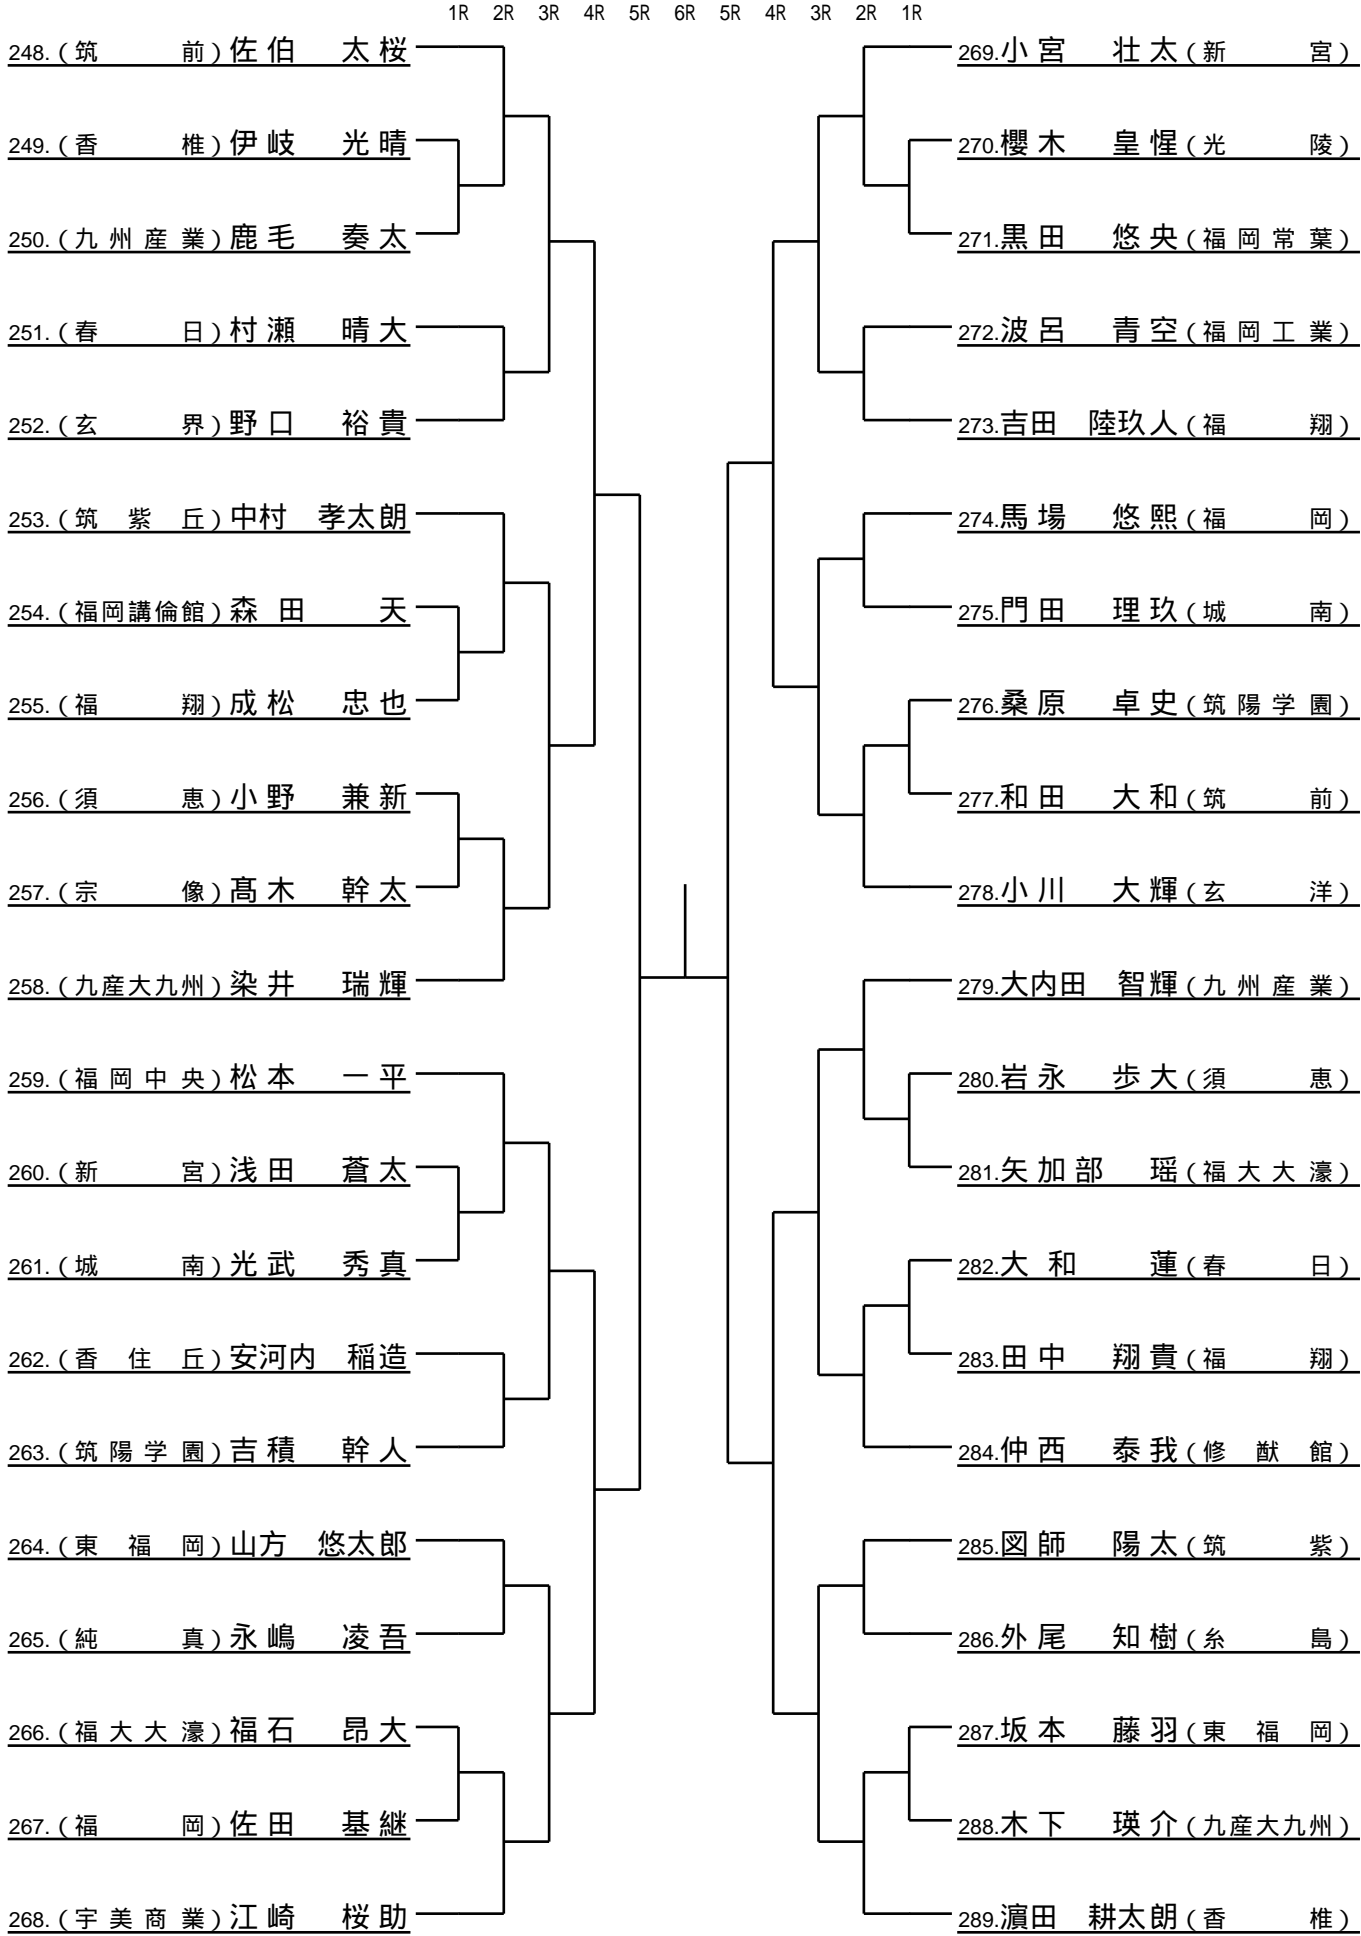 1R 2R 3R 4R 5R 6R 5R 4R 3R 2R 1R
248.(筑前)佐伯 太桜
249.(香椎)伊岐 光晴
250.(九州産業)鹿毛 奏太
251.(春日)村瀬 晴大
252.(玄界)野口 裕貴
253.(筑紫丘)中村 孝太朗
254.(福岡講倫館)森田 天
255.(福翔)成松 忠也
256.(須恵)小野 兼新
257.(宗像)髙木 幹太
258.(九産大九州)染井 瑞輝
259.(福岡中央)松本 一平
260.(新宮)浅田 蒼太
261.(城南)光武 秀真
262.(香住丘)安河内 稲造
263.(筑陽学園)吉積 幹人
264.(東福岡)山方 悠太郎
265.(純真)永嶋 凌吾
266.(福大大濠)福石 昂大
267.(福岡)佐田 基継
268.(宇美商業)江崎 桜助
269.小宮 壮太(新宮)
270.櫻木 皇惺(光陵)
271.黒田 悠央(福岡常葉)
272.波呂 青空(福岡工業)
273.吉田 陸玖人(福翔)
274.馬場 悠熙(福岡)
275.門田 理玖(城南)
276.桑原 卓史(筑陽学園)
277.和田 大和(筑前)
278.小川 大輝(玄洋)
279.大内田 智輝(九州産業)
280.岩永 歩大(須恵)
281.矢加部 瑶(福大大濠)
282.大和 蓮(春日)
283.田中 翔貴(福翔)
284.仲西 泰我(修猷館)
285.図師 陽太(筑紫)
286.外尾 知樹(糸島)
287.坂本 藤羽(東福岡)
288.木下 瑛介(九産大九州)
289.濵田 耕太朗(香椎)